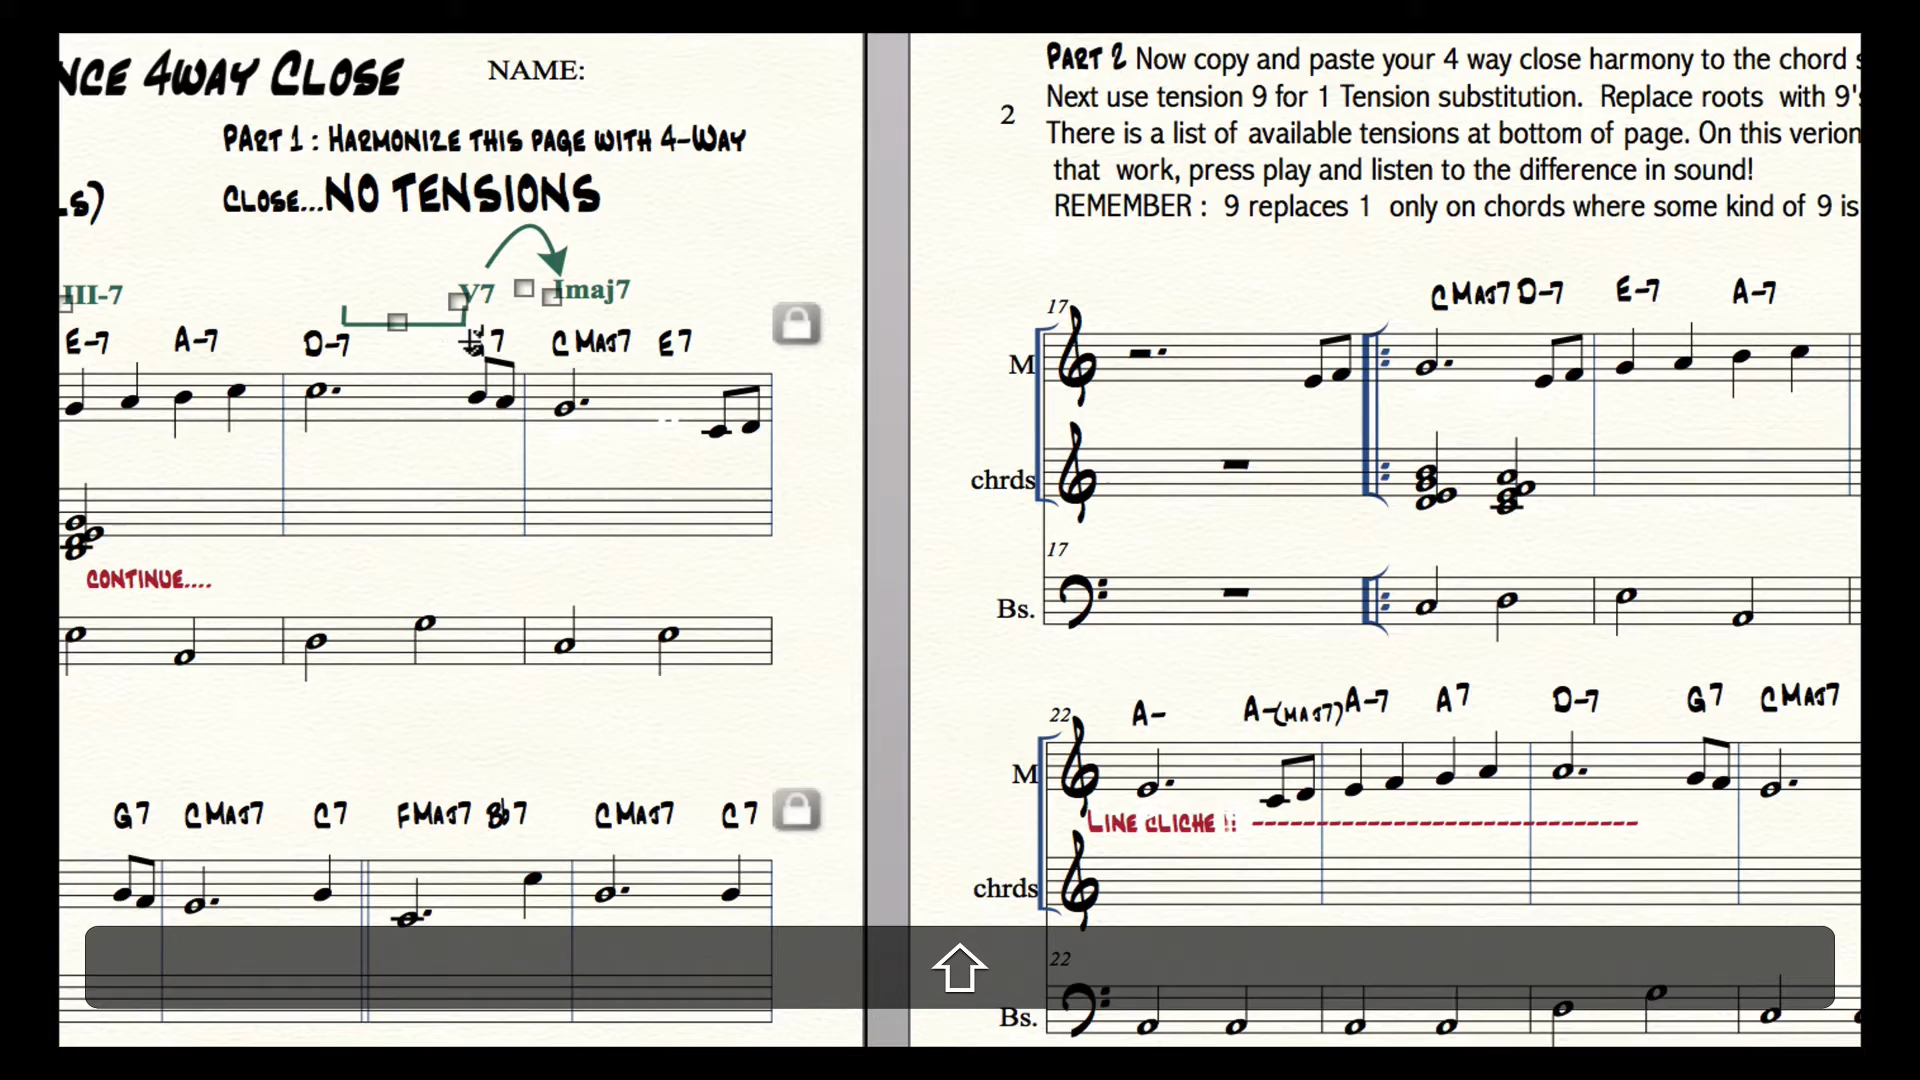 NCE 4WAY CLOSE
NAME:
PART 1 : HARMONIZE THIS PAGE WITH 4-WAY
LS)
CLOSE...NO TENSIONS
III-7 V7 Imaj7
E-7 A-7 D-7 7 CMAJ7 E7
CONTINUE....
G7 CMAJ7 C7 FMAJ7 Bb7 CMAJ7 C7
2
PART 2 Now copy and paste your 4 way close harmony to the chord s
Next use tension 9 for 1 Tension substitution. Replace roots with 9's
There is a list of available tensions at bottom of page. On this verion
that work, press play and listen to the difference in sound!
REMEMBER : 9 replaces 1 only on chords where some kind of 9 is
17 CMAJ7 D-7 E-7 A-7
M
chrds
17
Bs.
22 A- A-(MAJ7) A-7 A7 D-7 G7 CMAJ7
M
LINE CLICHE !! --------------------------------
chrds
22
Bs.